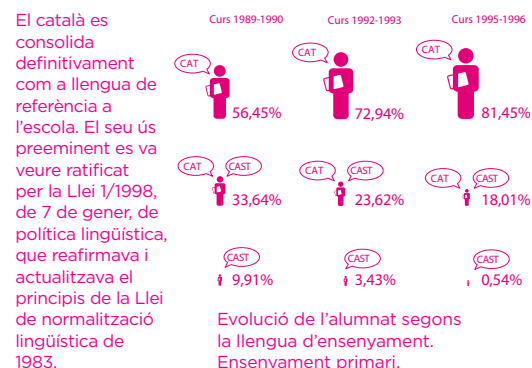 El català es
consolida
definitivament
com a llengua de
referència a
l'escola. El seu ús
preeminent es va
veure ratificat
per la Llei 1/1998,
de 7 de gener, de
política lingüística,
que reafirmava i
actualitzava el
principis de la Llei
de normalització
lingüística de
1983.
Curs 1989-1990
Curs 1992-1993
Curs 1995-1996
CAT
CAT
CAT
56,45%
72,94%
81,45%
CAT
CAST
CAT
CAST
CAT
CAST
33,64%
23,62%
18,01%
CAST
CAST
CAST
9,91%
3,43%
0,54%
Evolució de l'alumnat segons
la llengua d'ensenyament.
Ensenyament primari.